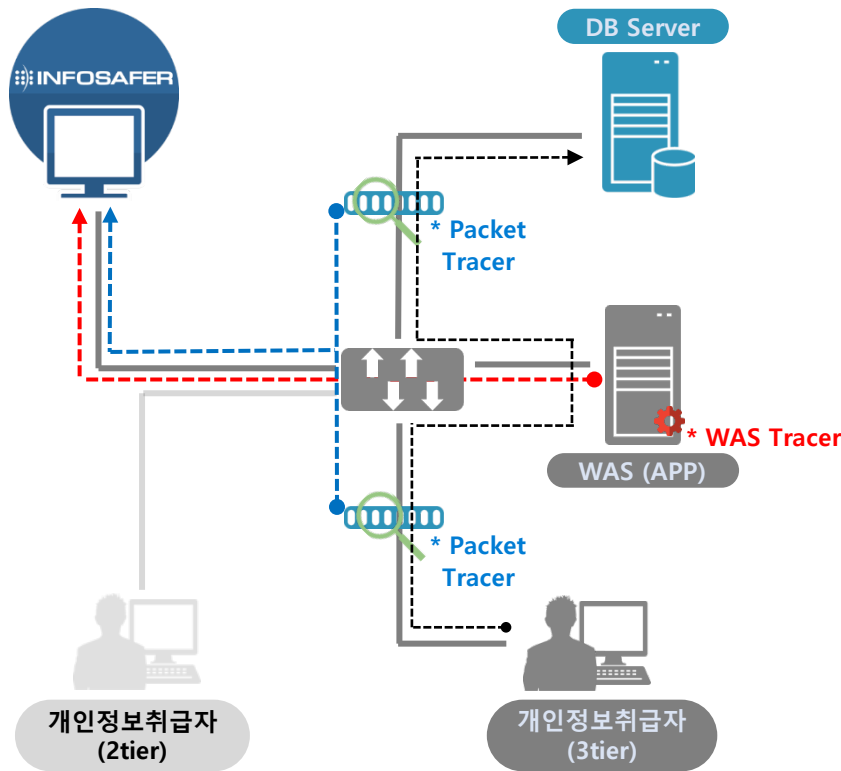 DB Server
INFOSAFER
* Packet
Tracer
* WAS Tracer
WAS (APP)
* Packet
Tracer
개인정보취급자
(2tier)
개인정보취급자
(3tier)